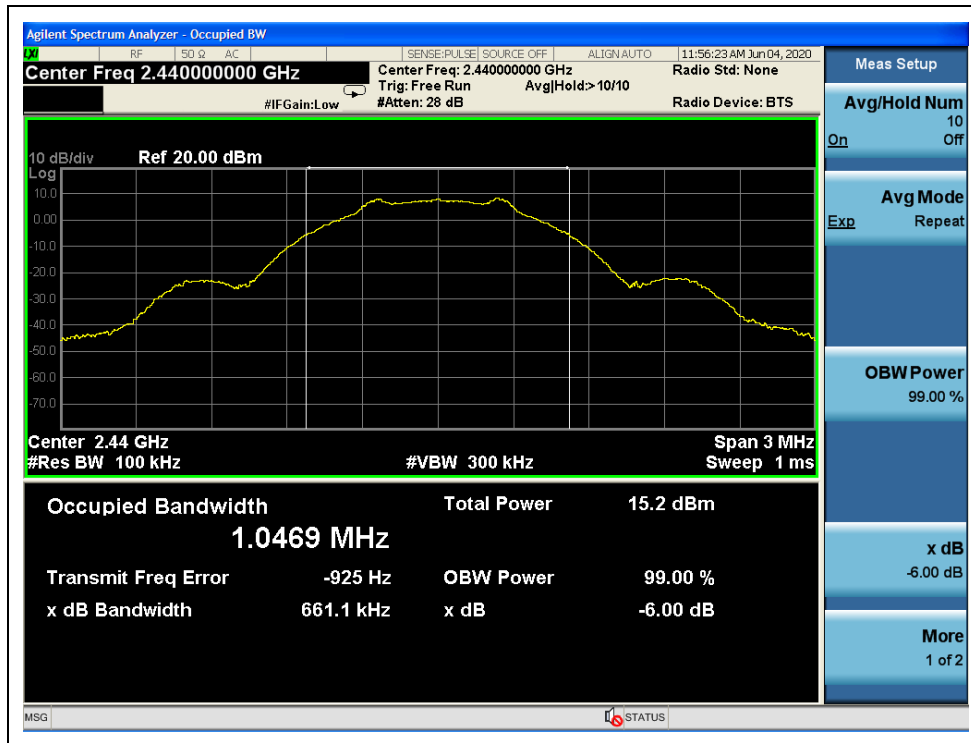 Agilent Spectrum Analyzer - Occupied BW
LXI RF 50 Ω AC SENSE:PULSE SOURCE OFF ALIGN AUTO 11:56:23 AM Jun 04, 2020
Center Freq 2.440000000 GHz
Center Freq: 2.440000000 GHz Radio Std: None
Trig: Free Run Avg|Hold:>10/10
#IFGain:Low #Atten: 28 dB Radio Device: BTS
10 dB/div Ref 20.00 dBm
Log
10.0
0.00
-10.0
-20.0
-30.0
-40.0
-50.0
-60.0
-70.0
Center 2.44 GHz Span 3 MHz
#Res BW 100 kHz #VBW 300 kHz Sweep 1 ms
Occupied Bandwidth Total Power 15.2 dBm
1.0469 MHz
Transmit Freq Error -925 Hz OBW Power 99.00 %
x dB Bandwidth 661.1 kHz x dB -6.00 dB
Meas Setup
Avg/Hold Num
10
On Off
Avg Mode
Exp Repeat
OBW Power
99.00 %
x dB
-6.00 dB
More
1 of 2
MSG STATUS